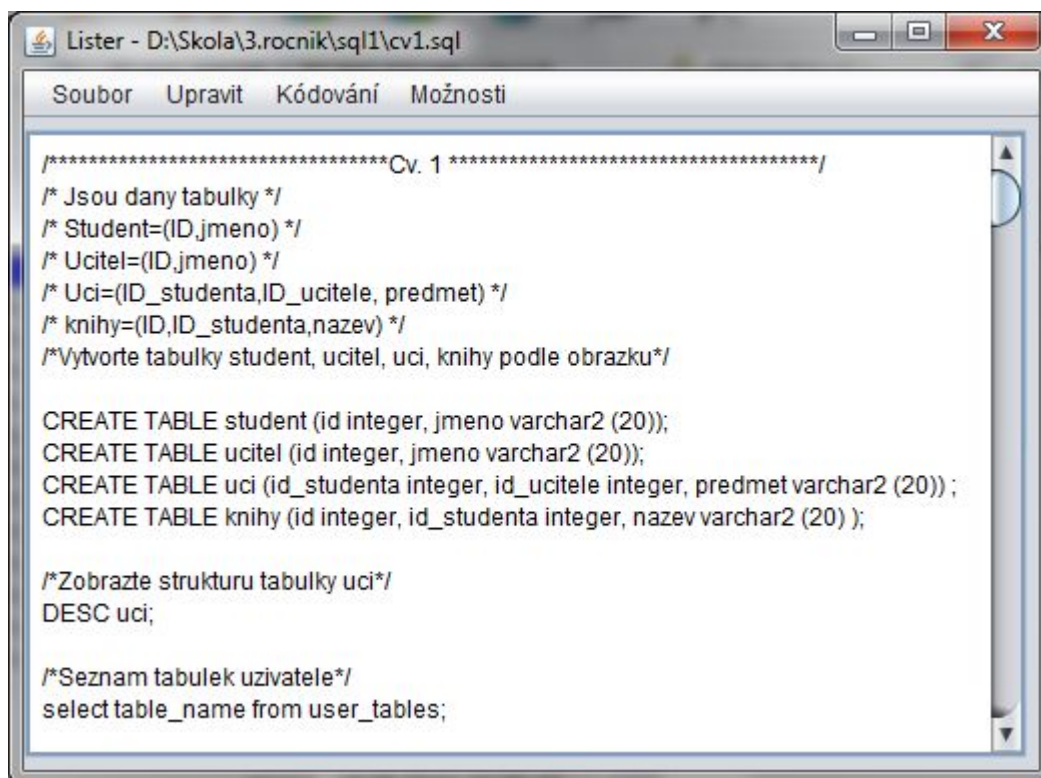 Lister - D:\Skola\3.rocnik\sql1\cv1.sql
Soubor Upravit Kódování Možnosti
/**********************************Cv. 1 *************************************/
/* Jsou dany tabulky */
/* Student=(ID,jmeno) */
/* Ucitel=(ID,jmeno) */
/* Uci=(ID_studenta,ID_ucitele, predmet) */
/* knihy=(ID,ID_studenta,nazev) */
/*Vytvorte tabulky student, ucitel, uci, knihy podle obrazku*/
CREATE TABLE student (id integer, jmeno varchar2 (20));
CREATE TABLE ucitel (id integer, jmeno varchar2 (20));
CREATE TABLE uci (id_studenta integer, id_ucitele integer, predmet varchar2 (20)) ;
CREATE TABLE knihy (id integer, id_studenta integer, nazev varchar2 (20) );
/*Zobrazte strukturu tabulky uci*/
DESC uci;
/*Seznam tabulek uzivatele*/
select table_name from user_tables;